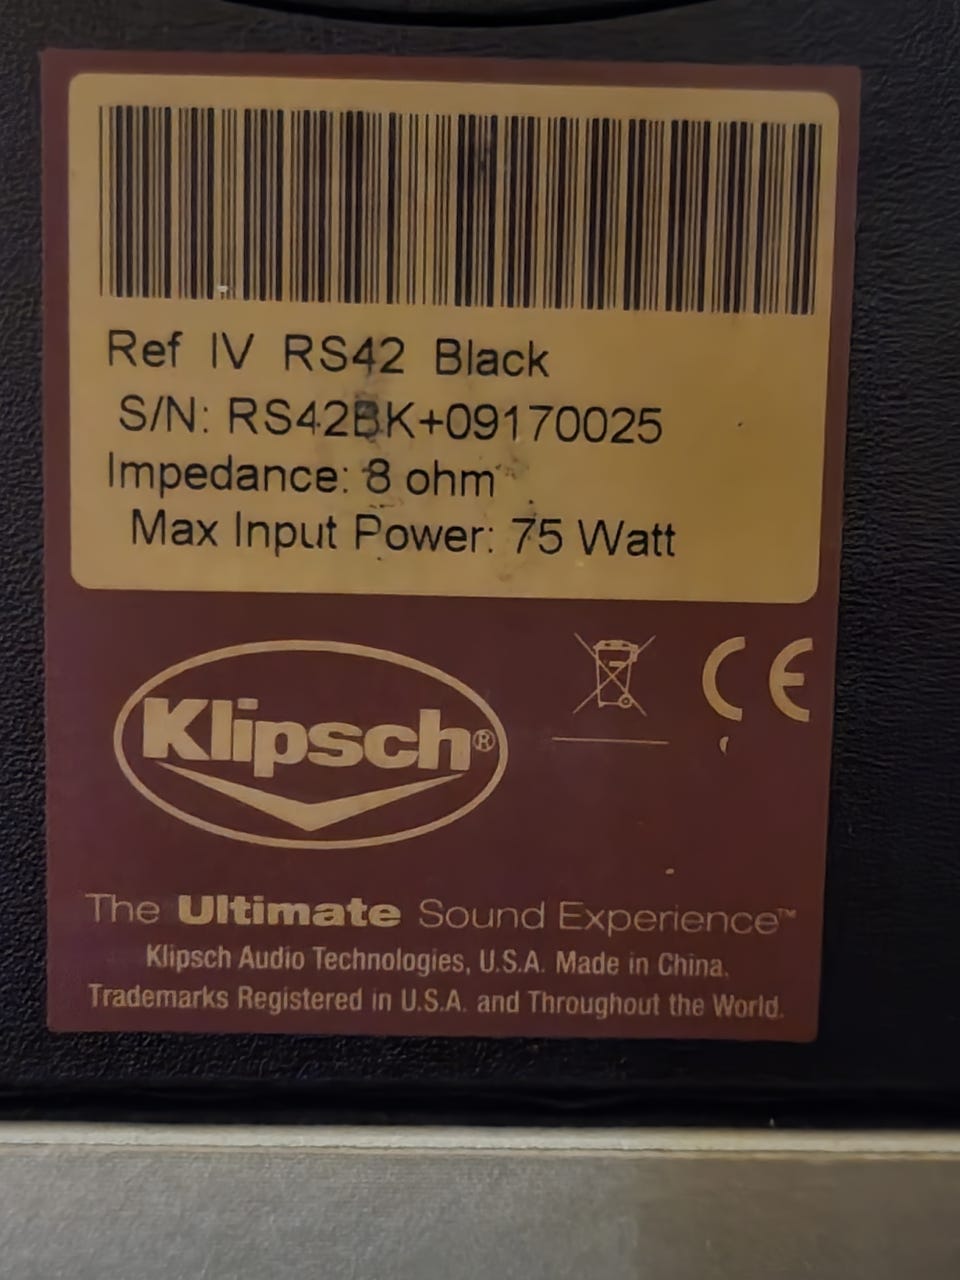 Ref IV RS42 Black
S/N: RS42BK+09170025
Impedance: 8 ohm
Max Input Power: 75 Watt
CE
Klipsch®
The Ultimate Sound Experience™
Klipsch Audio Technologies, U.S.A. Made in China.
Trademarks Registered in U.S.A. and Throughout the World.